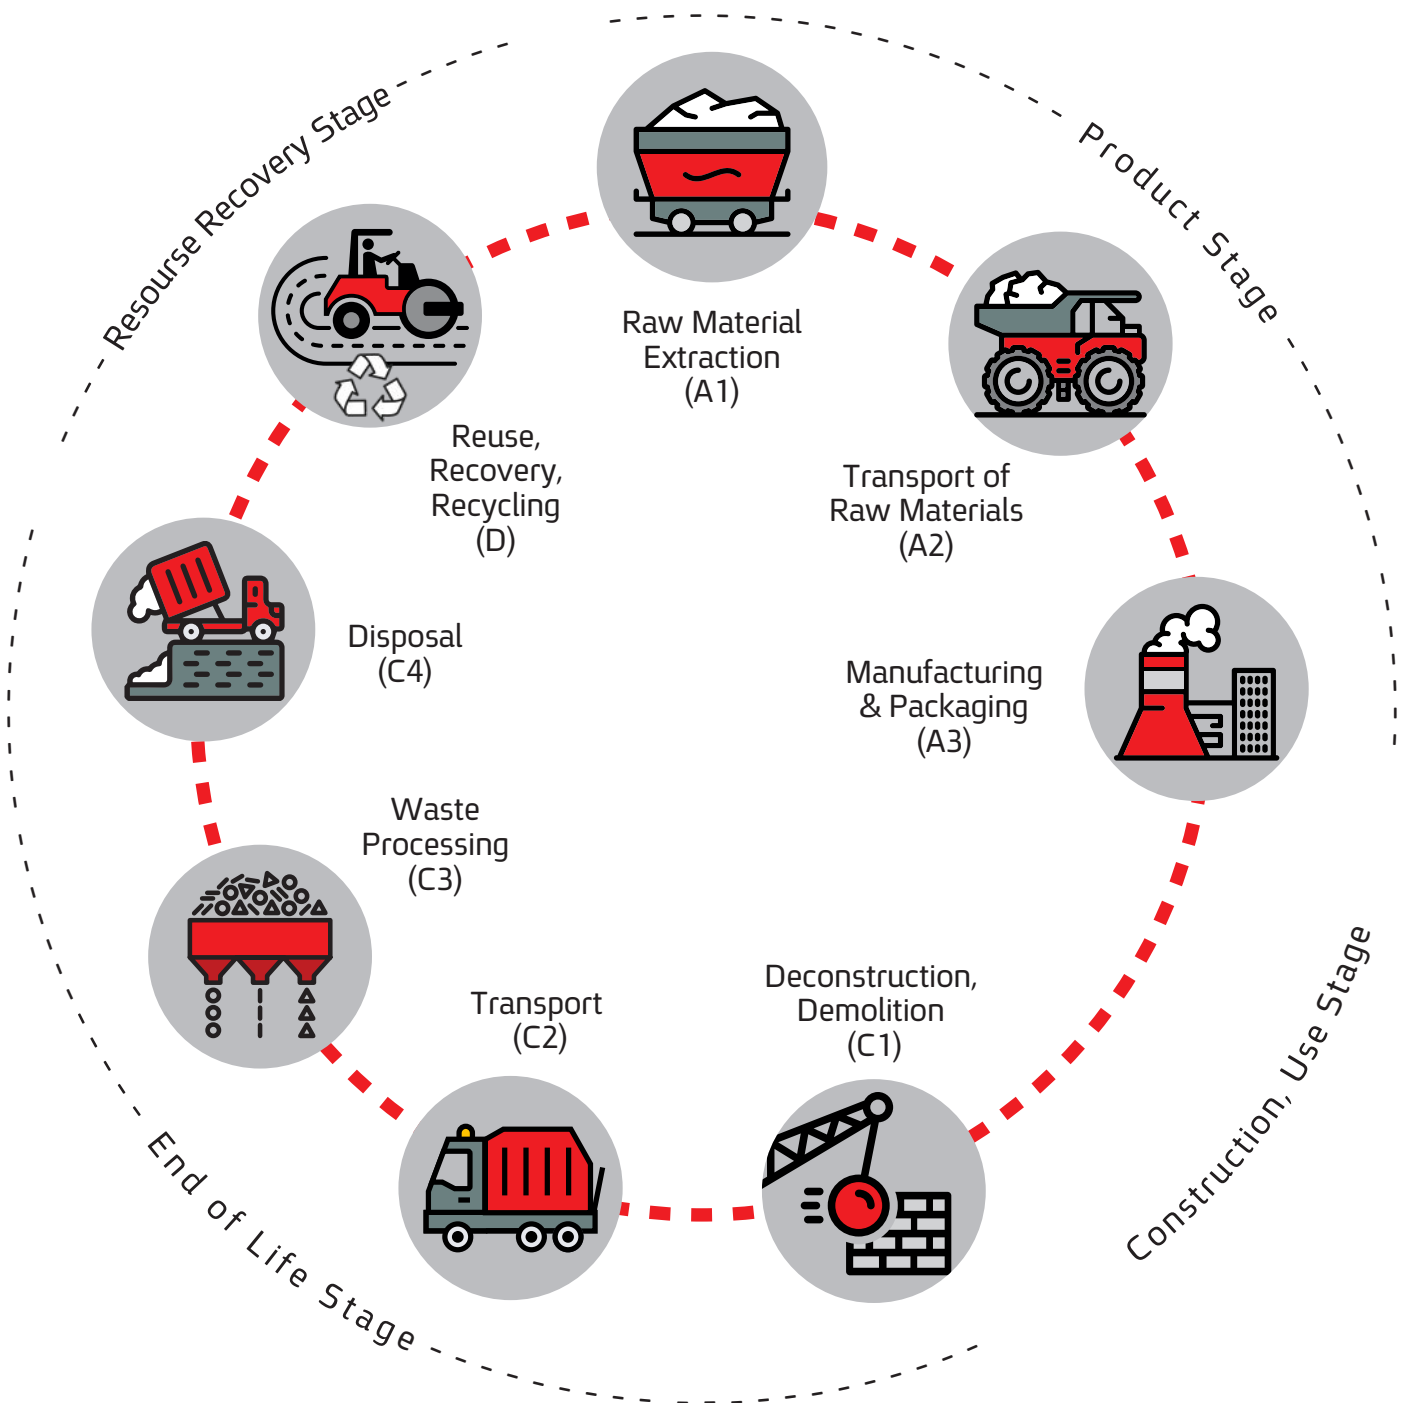 Resourse Recovery Stage
Product Stage
Raw Material
Extraction
(A1)
Reuse,
Recovery,
Recycling
(D)
Transport of
Raw Materials
(A2)
Disposal
(C4)
Manufacturing
& Packaging
(A3)
Waste
Processing
(C3)
Transport
(C2)
Deconstruction,
Demolition
(C1)
Construction, Use Stage
End of Life Stage